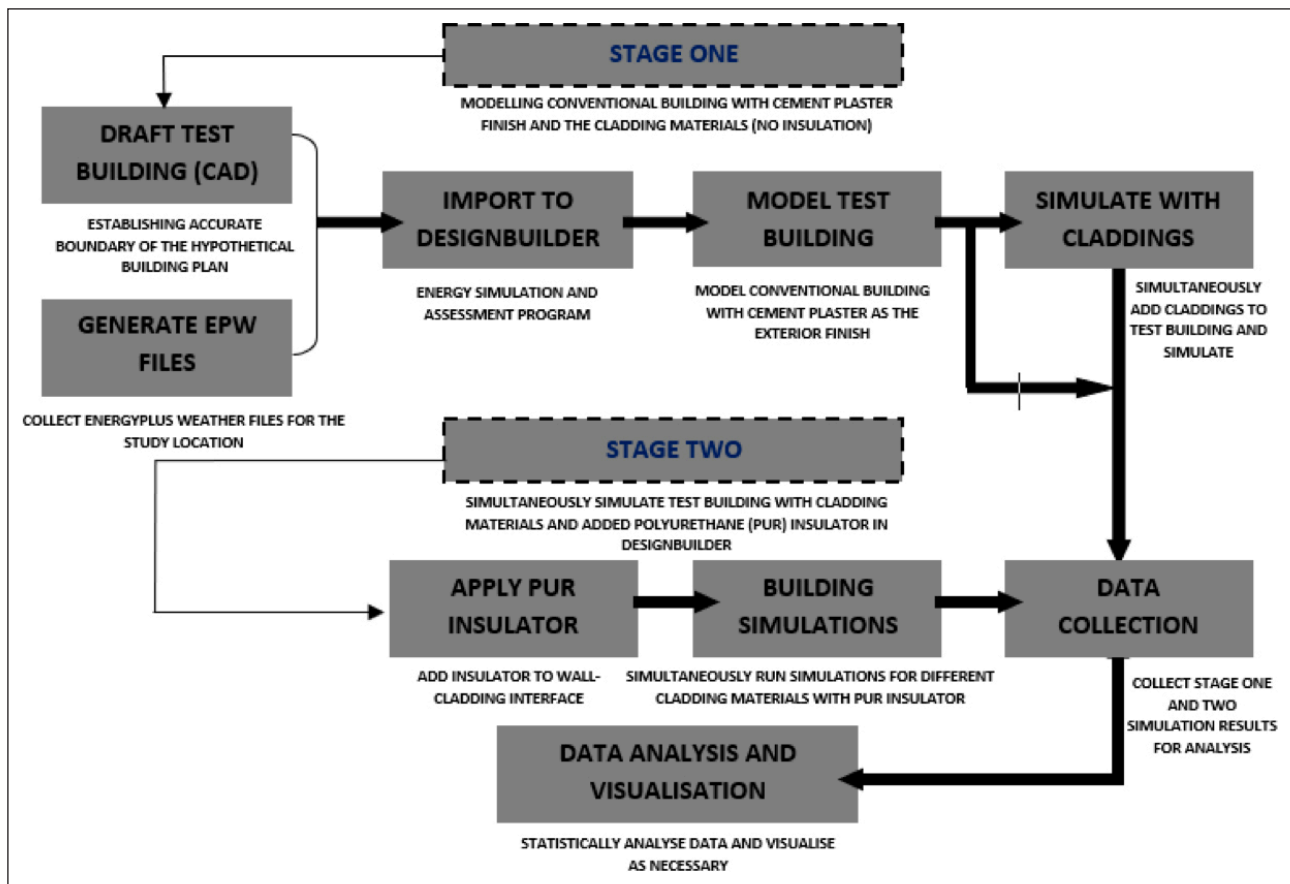 STAGE ONE
MODELLING CONVENTIONAL BUILDING WITH CEMENT PLASTER
FINISH AND THE CLADDING MATERIALS (NO INSULATION)
DRAFT TEST
BUILDING (CAD)
ESTABLISHING ACCURATE
BOUNDARY OF THE HYPOTHETICAL
BUILDING PLAN
GENERATE EPW
FILES
COLLECT ENERGYPLUS WEATHER FILES FOR THE
STUDY LOCATION
IMPORT TO
DESIGNBUILDER
ENERGY SIMULATION AND
ASSESSMENT PROGRAM
MODEL TEST
BUILDING
MODEL CONVENTIONAL BUILDING
WITH CEMENT PLASTER AS THE
EXTERIOR FINISH
SIMULATE WITH
CLADDINGS
SIMULTANEOUSLY
ADD CLADDINGS TO
TEST BUILDING AND
SIMULATE
STAGE TWO
SIMULTANEOUSLY SIMULATE TEST BUILDING WITH CLADDING
MATERIALS AND ADDED POLYURETHANE (PUR) INSULATOR IN
DESIGNBUILDER
APPLY PUR
INSULATOR
ADD INSULATOR TO WALL-
CLADDING INTERFACE
BUILDING
SIMULATIONS
SIMULTANEOUSLY RUN SIMULATIONS FOR DIFFERENT
CLADDING MATERIALS WITH PUR INSULATOR
DATA
COLLECTION
COLLECT STAGE ONE
AND TWO
SIMULATION RESULTS
FOR ANALYSIS
DATA ANALYSIS AND
VISUALISATION
STATISTICALLY ANALYSE DATA AND VISUALISE
AS NECESSARY